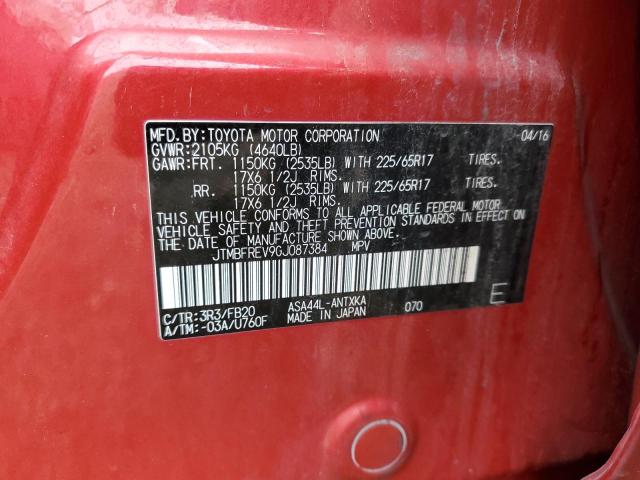 MFD.BY:TOYOTA MOTOR CORPORATION 04/16
GVWR:2105KG (4640LB)
GAWR:FRT. 1150KG (2535LB) WITH 225/65R17 TIRES.
17X6 1/2J RIMS.
RR. 1150KG (2535LB) WITH 225/65R17 TIRES.
17X6 1/2J RIMS.
THIS VEHICLE CONFORMS TO ALL APPLICABLE FEDERAL MOTOR
VEHICLE SAFETY AND THEFT PREVENTION STANDARDS IN EFFECT ON
THE DATE OF MANUFACTURE SHOWN ABOVE.
JTMBFREV9GJ087384 MPV
C/TR:3R3/FB20 ASA44L-ANTXKA 070 E
A/TM:-03A/U760F MADE IN JAPAN